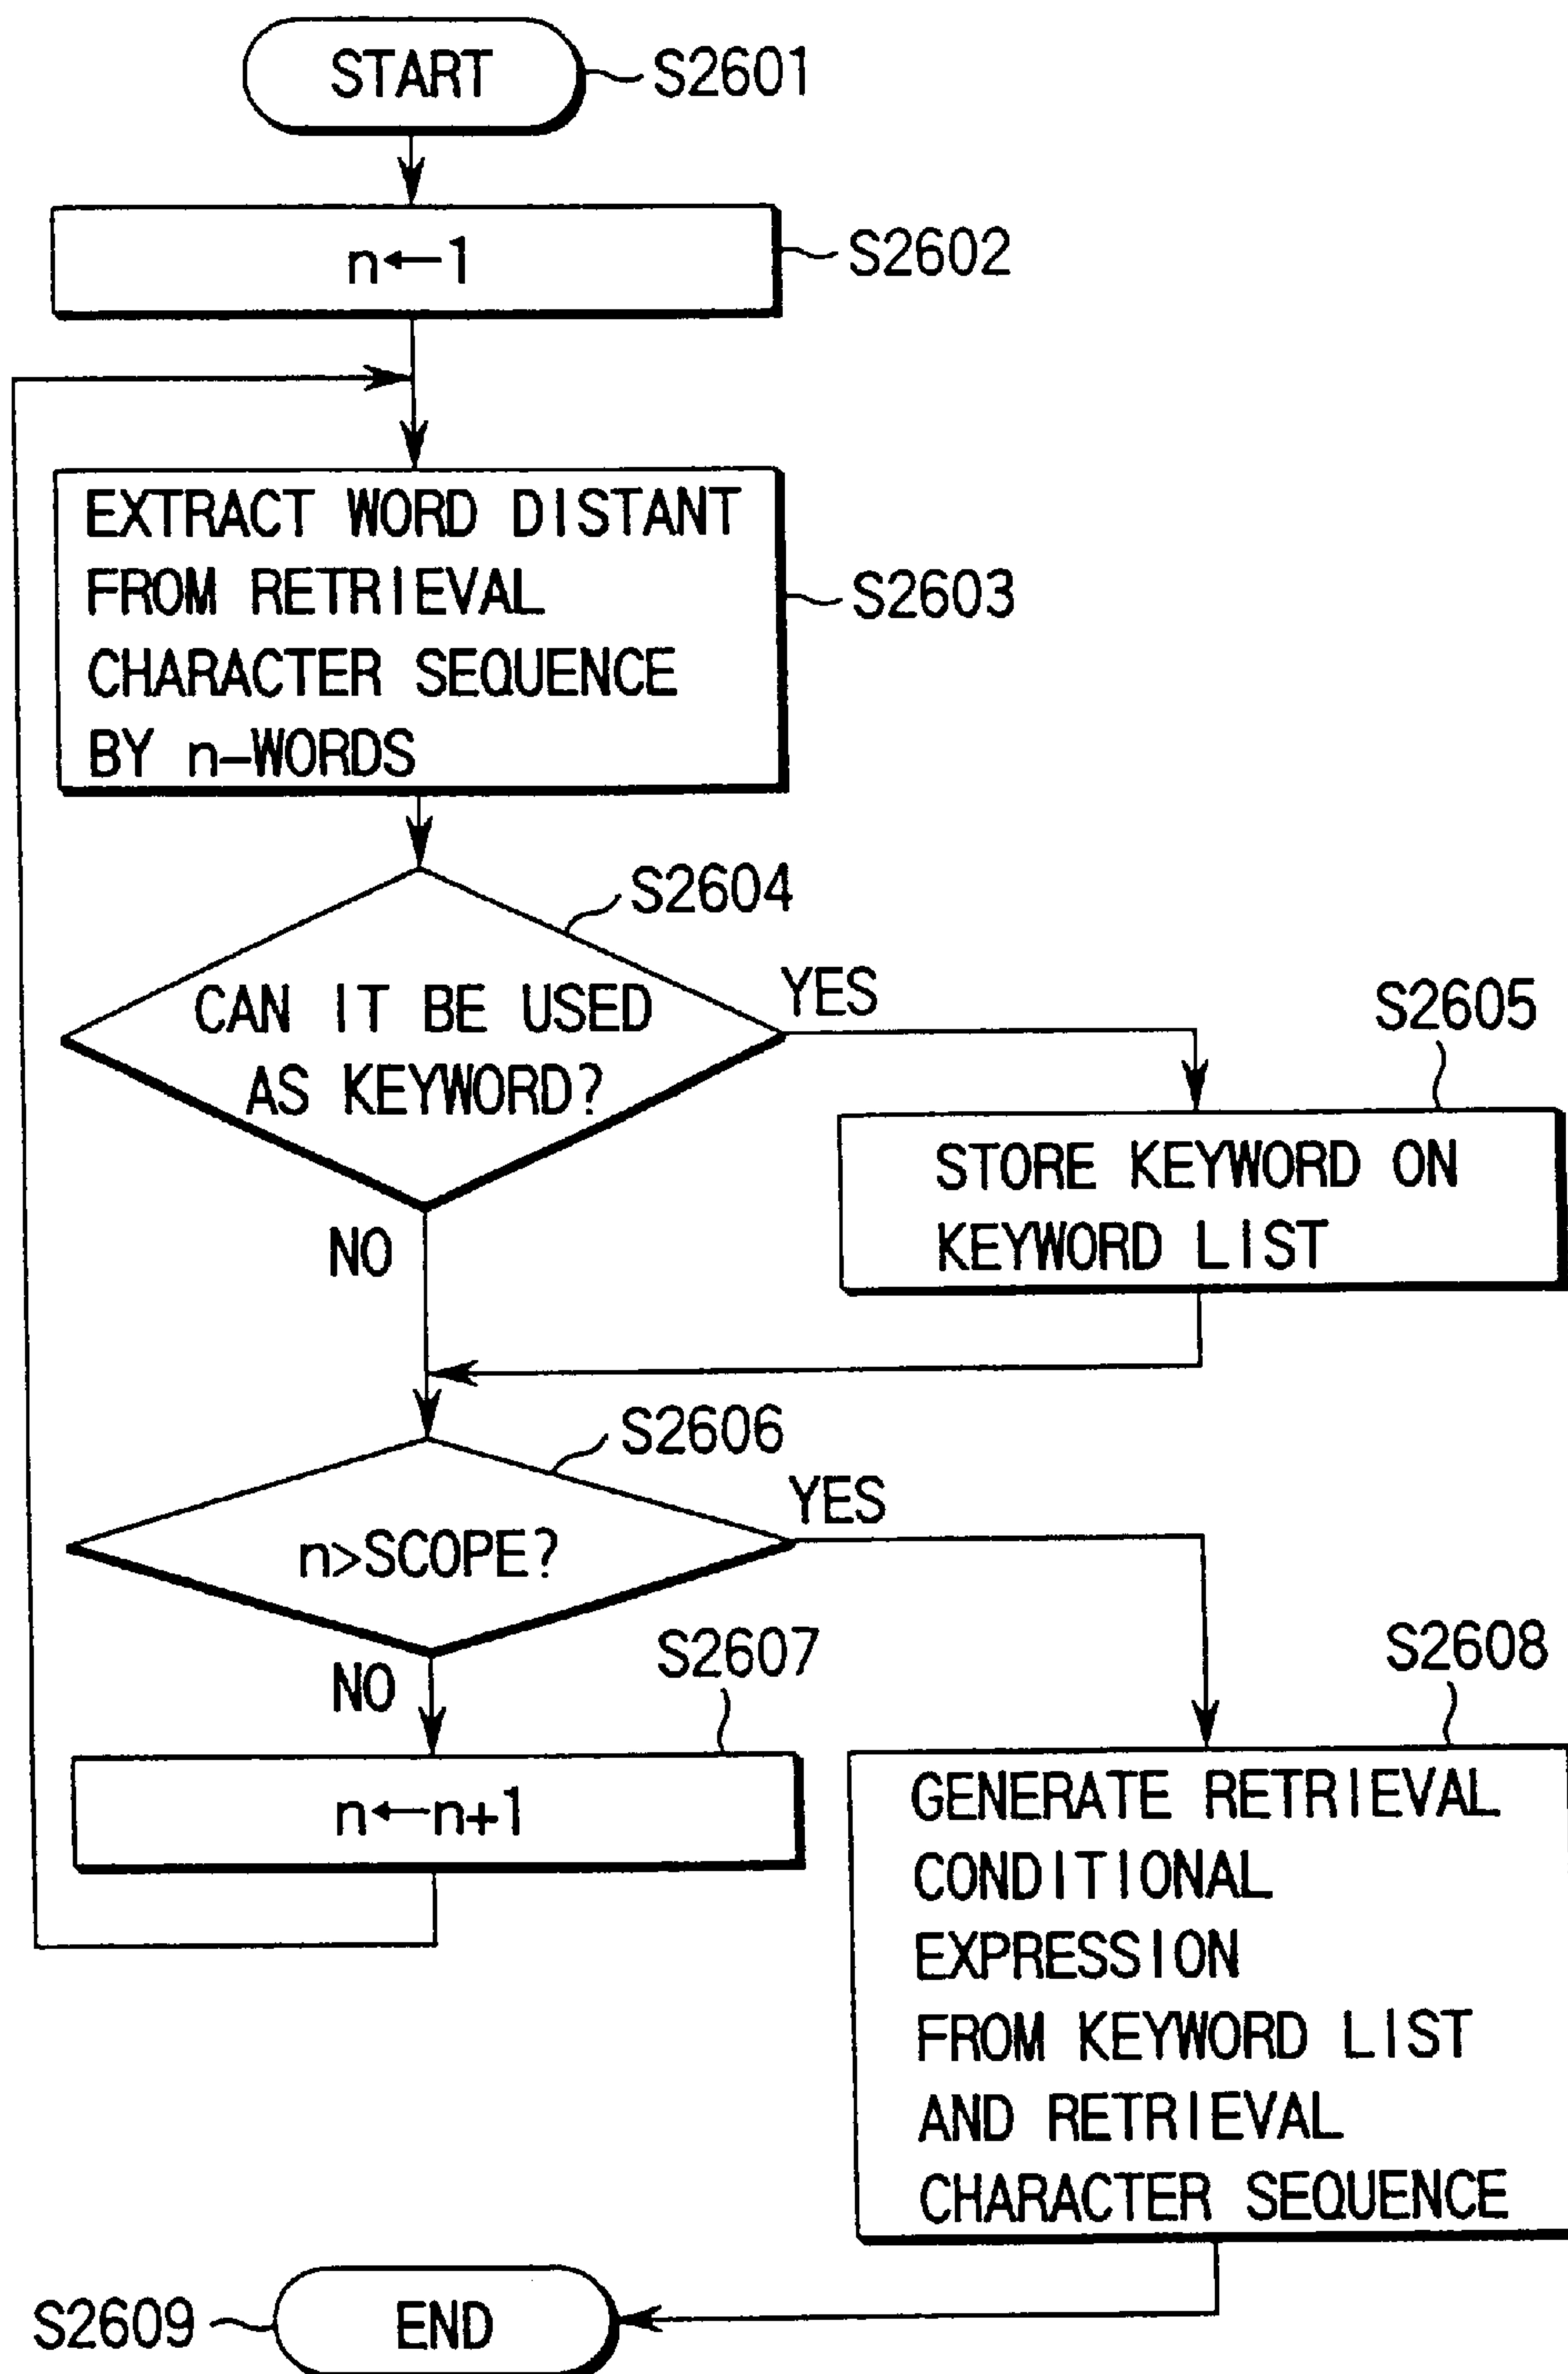 START
S2601
n←1
S2602
EXTRACT WORD DISTANT
FROM RETRIEVAL
CHARACTER SEQUENCE
BY n-WORDS
S2603
S2604
CAN IT BE USED
AS KEYWORD?
YES
NO
S2605
STORE KEYWORD ON
KEYWORD LIST
S2606
n>SCOPE?
YES
NO
S2607
n←n+1
S2608
GENERATE RETRIEVAL
CONDITIONAL
EXPRESSION
FROM KEYWORD LIST
AND RETRIEVAL
CHARACTER SEQUENCE
S2609
END